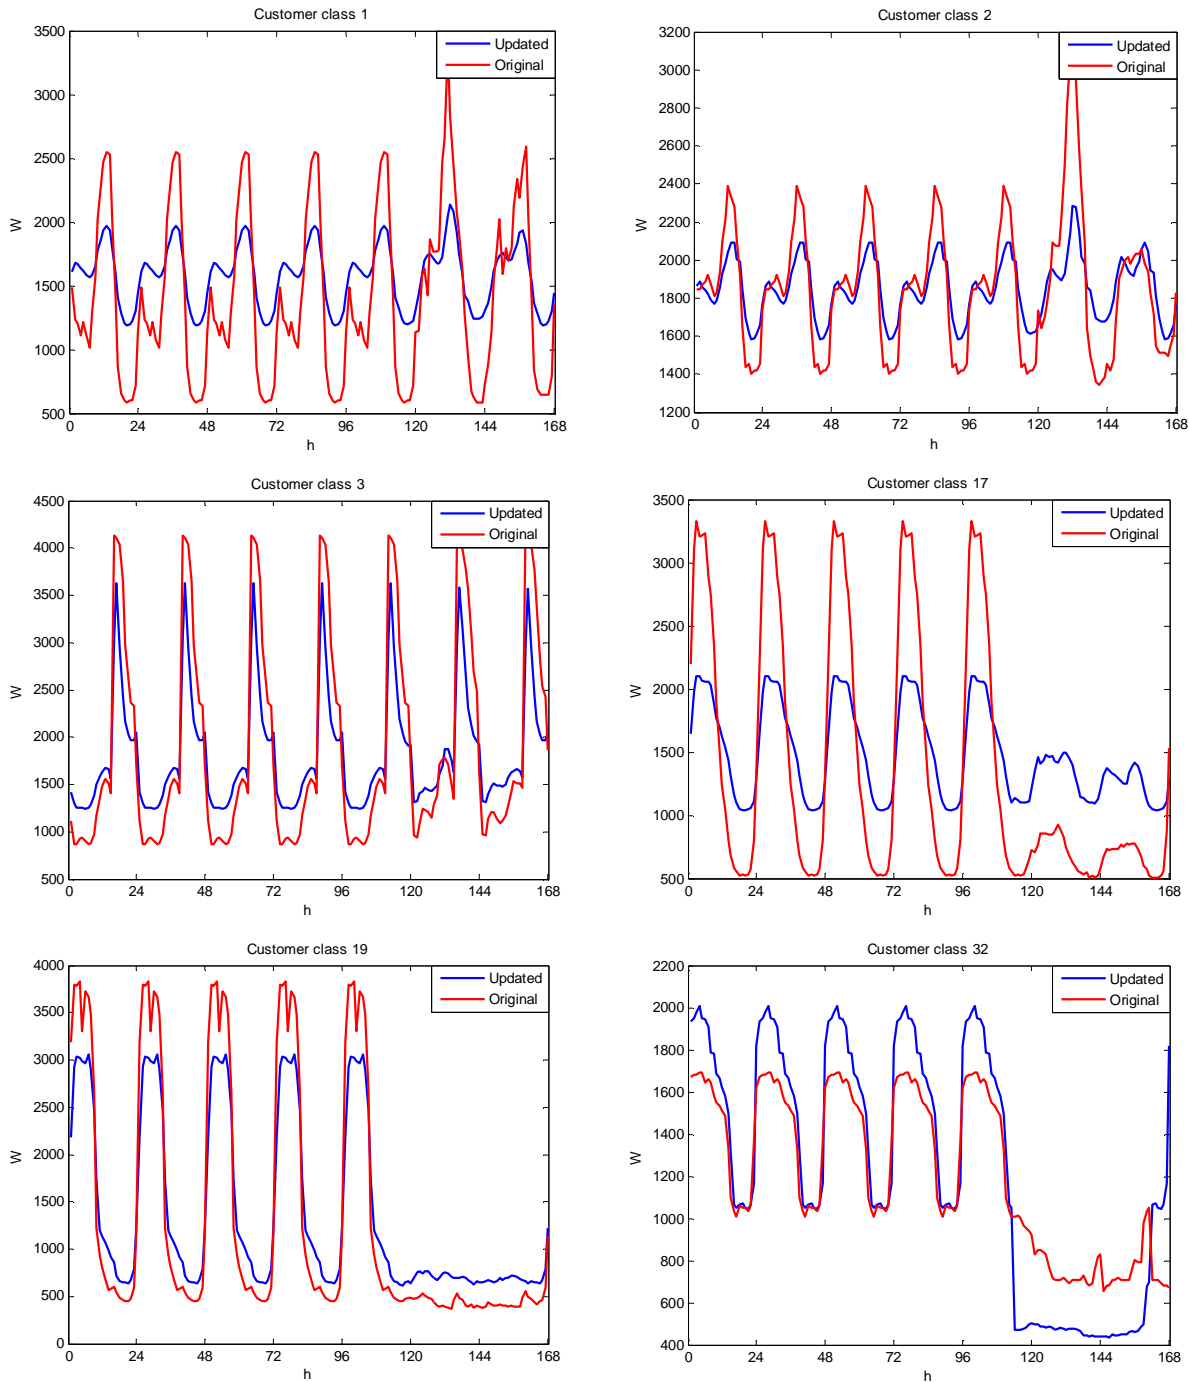 Customer class 1
3500
3000
2500
2000
1500
1000
500
W
0 24 48 72 96 120 144 168
h
Updated
Original
Customer class 2
3200
3000
2800
2600
2400
2200
2000
1800
1600
1400
1200
W
0 24 48 72 96 120 144 168
h
Updated
Original
Customer class 3
4500
4000
3500
3000
2500
2000
1500
1000
500
W
0 24 48 72 96 120 144 168
h
Updated
Original
Customer class 17
3500
3000
2500
2000
1500
1000
500
W
0 24 48 72 96 120 144 168
h
Updated
Original
Customer class 19
4000
3500
3000
2500
2000
1500
1000
500
0
W
0 24 48 72 96 120 144 168
h
Updated
Original
Customer class 32
2200
2000
1800
1600
1400
1200
1000
800
600
400
W
0 24 48 72 96 120 144 168
h
Updated
Original